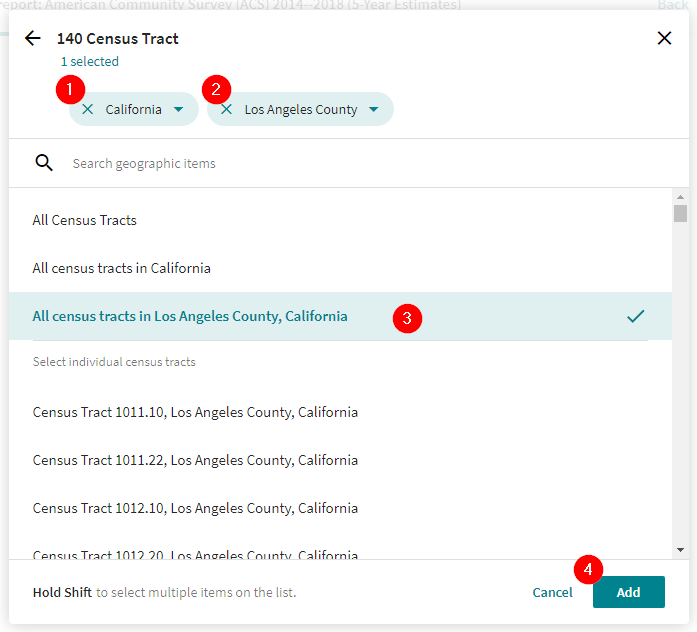 report: American Community Survey (ACS) 2014--2018 (5-Year Estimates) Back
140 Census Tract
1 selected
1 2
California Los Angeles County
Search geographic items
All Census Tracts
All census tracts in California
All census tracts in Los Angeles County, California 3
Select individual census tracts
Census Tract 1011.10, Los Angeles County, California
Census Tract 1011.22, Los Angeles County, California
Census Tract 1012.10, Los Angeles County, California
Census Tract 1012.20, Los Angeles County, California
4
Hold Shift to select multiple items on the list. Cancel Add